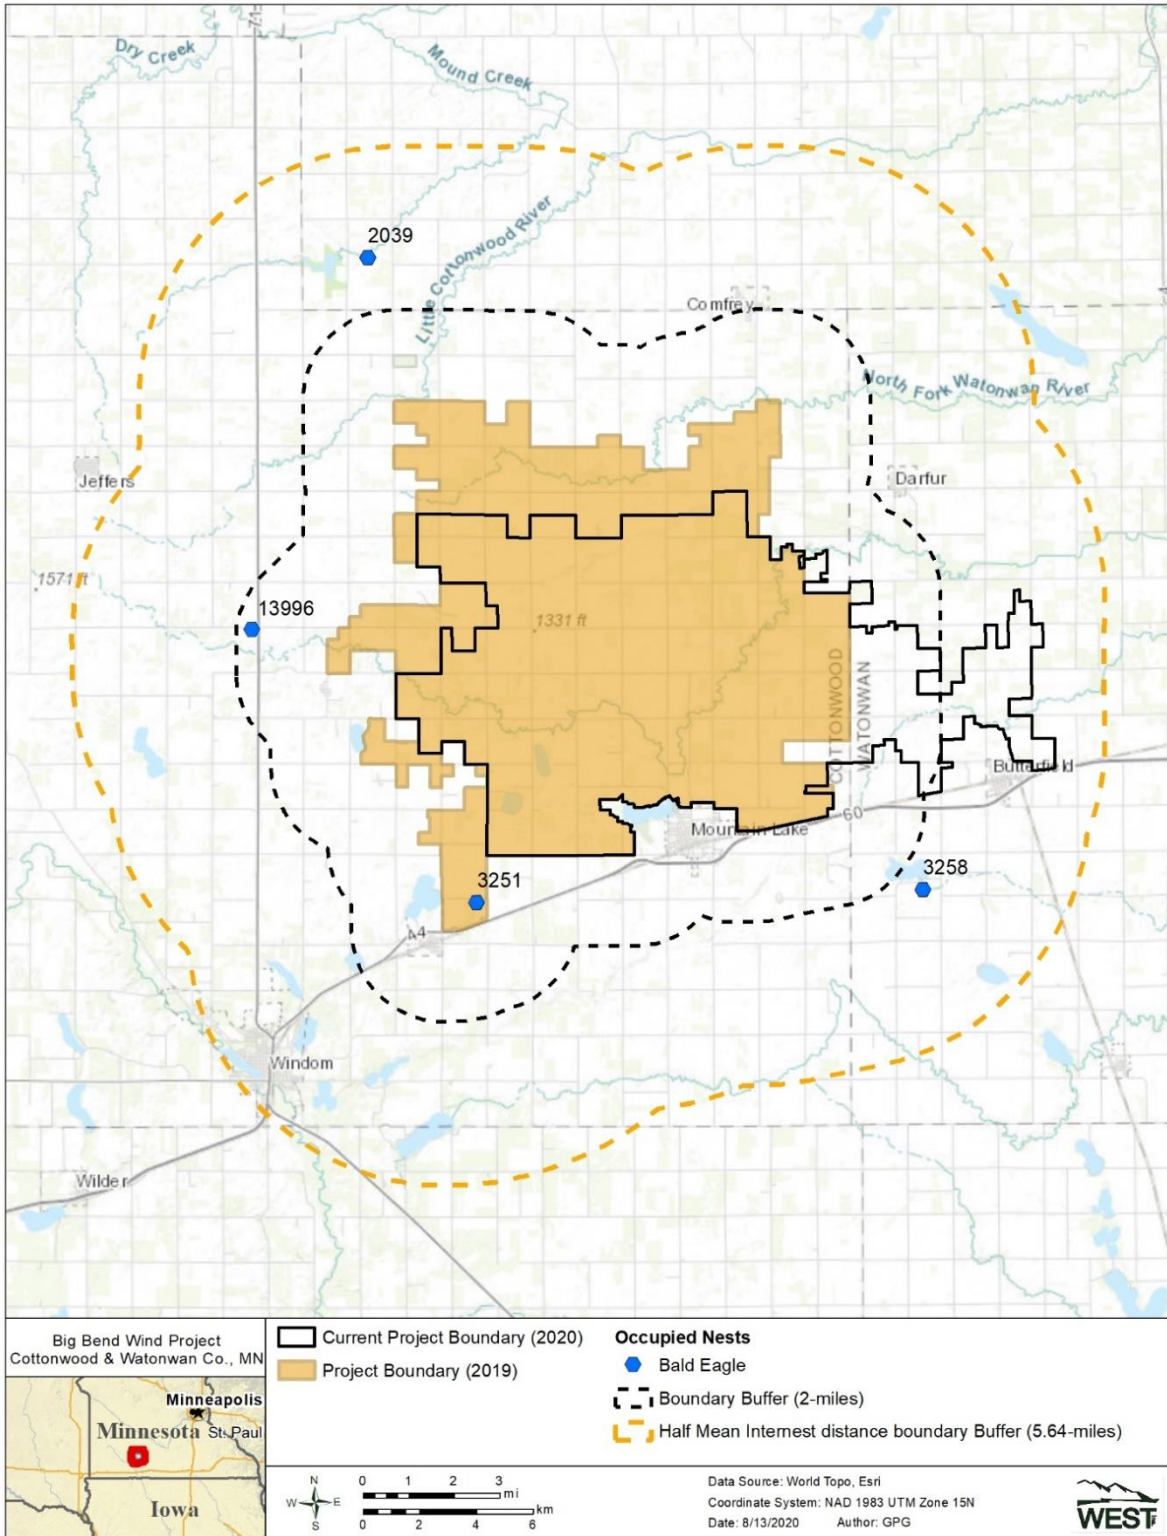 71
Dry Creek
Mound Creek
2039
Little Cottonwood River
Comfrey
North Fork Watonwan River
Jeffers
Darfur
1571 ft
13996
1331 ft
COTTONWOOD
WATONWAN
Butterfield
60
Mountain Lake
3251
3258
44
Windom
Wilder
Big Bend Wind Project
Cottonwood & Watonwan Co., MN
Minneapolis
Minnesota
St. Paul
Iowa
Current Project Boundary (2020)
Project Boundary (2019)
Occupied Nests
Bald Eagle
Boundary Buffer (2-miles)
Half Mean Internest distance boundary Buffer (5.64-miles)
N
W E
S
0 1 2 3
mi
km
0 2 4 6
Data Source: World Topo, Esri
Coordinate System: NAD 1983 UTM Zone 15N
Date: 8/13/2020 Author: GPG
WEST